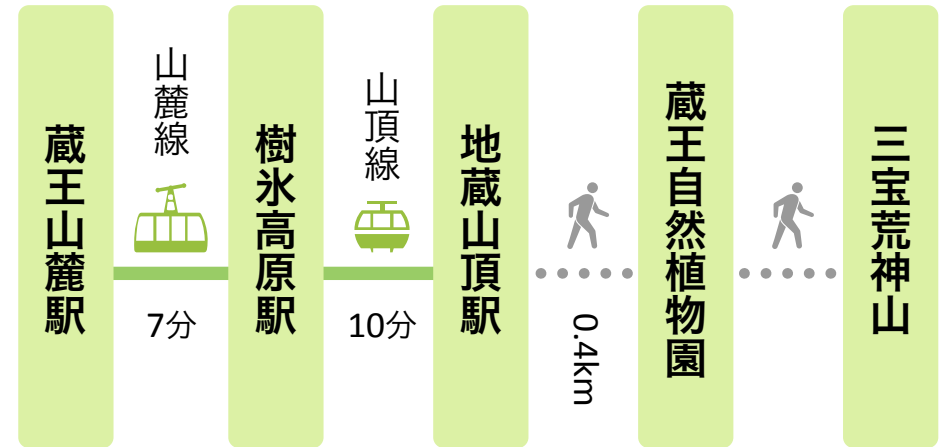 蔵王山麓駅
山麓線
7分
樹氷高原駅
山頂線
10分
地蔵山頂駅
0.4km
蔵王自然植物園
三宝荒神山